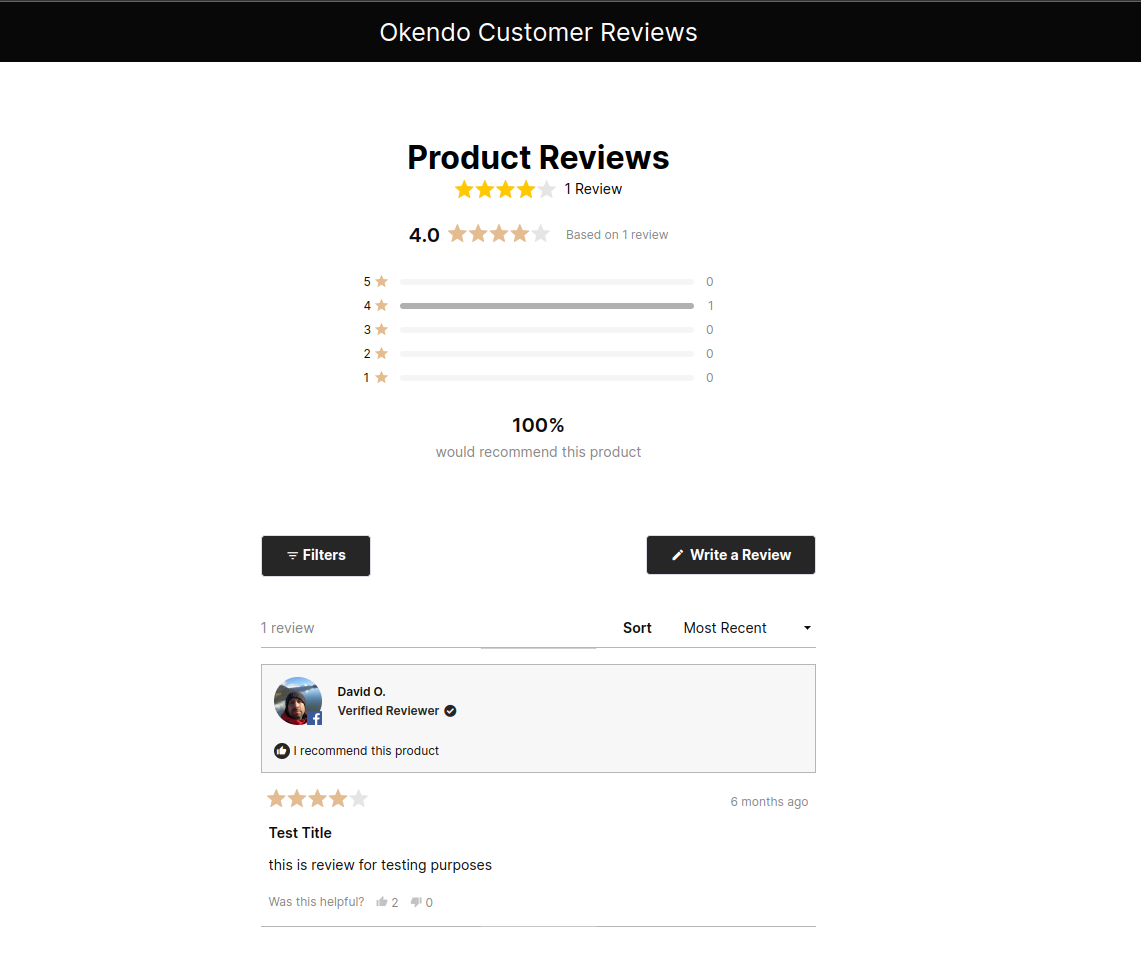 Okendo Customer Reviews
Product Reviews
1 Review
4.0 Based on 1 review
5 0
4 1
3 0
2 0
1 0
100%
would recommend this product
Filters Write a Review
1 review Sort Most Recent
David O.
Verified Reviewer
f
I recommend this product
6 months ago
Test Title
this is review for testing purposes
Was this helpful? 2 0